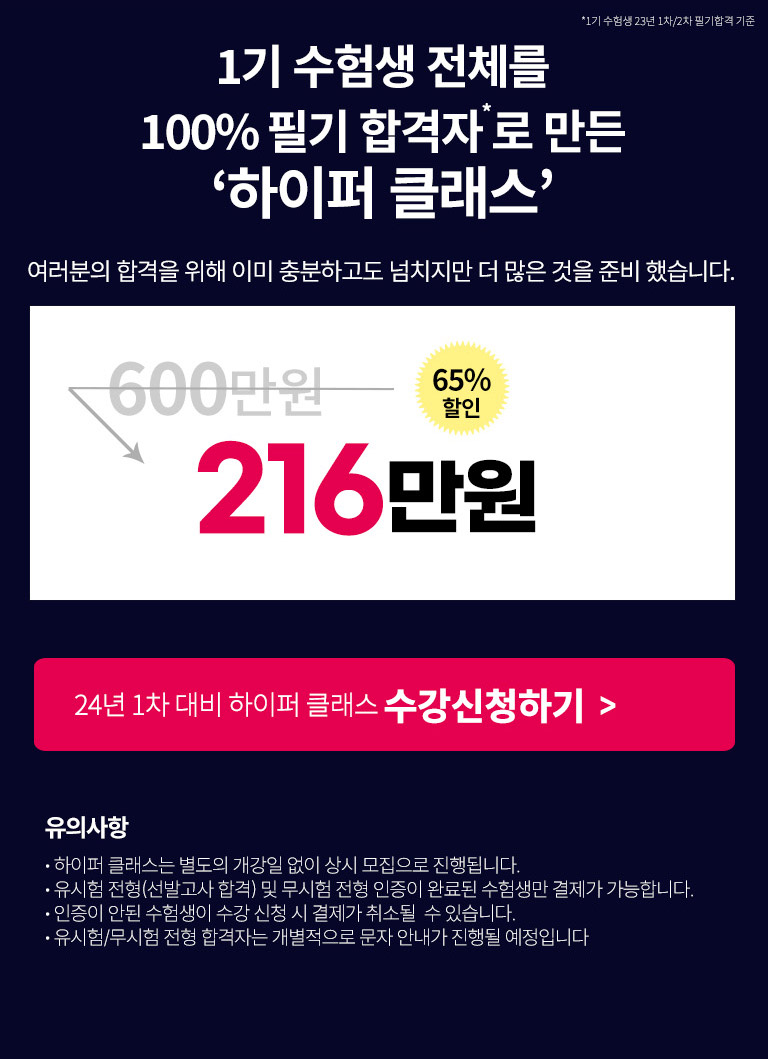 *1기 수험생 23년 1차/2차 필기합격 기준
1기 수험생 전체를
100% 필기 합격자*로 만든
‘하이퍼 클래스’
여러분의 합격을 위해 이미 충분하고도 넘치지만 더 많은 것을 준비 했습니다.
600만원
65%
할인
216만원
24년 1차 대비 하이퍼 클래스 수강신청하기 >
유의사항
• 하이퍼 클래스는 별도의 개강일 없이 상시 모집으로 진행됩니다.
• 유시험 전형(선발고사 합격) 및 무시험 전형 인증이 완료된 수험생만 결제가 가능합니다.
• 인증이 안된 수험생이 수강 신청 시 결제가 취소될 수 있습니다.
• 유시험/무시험 전형 합격자는 개별적으로 문자 안내가 진행될 예정입니다